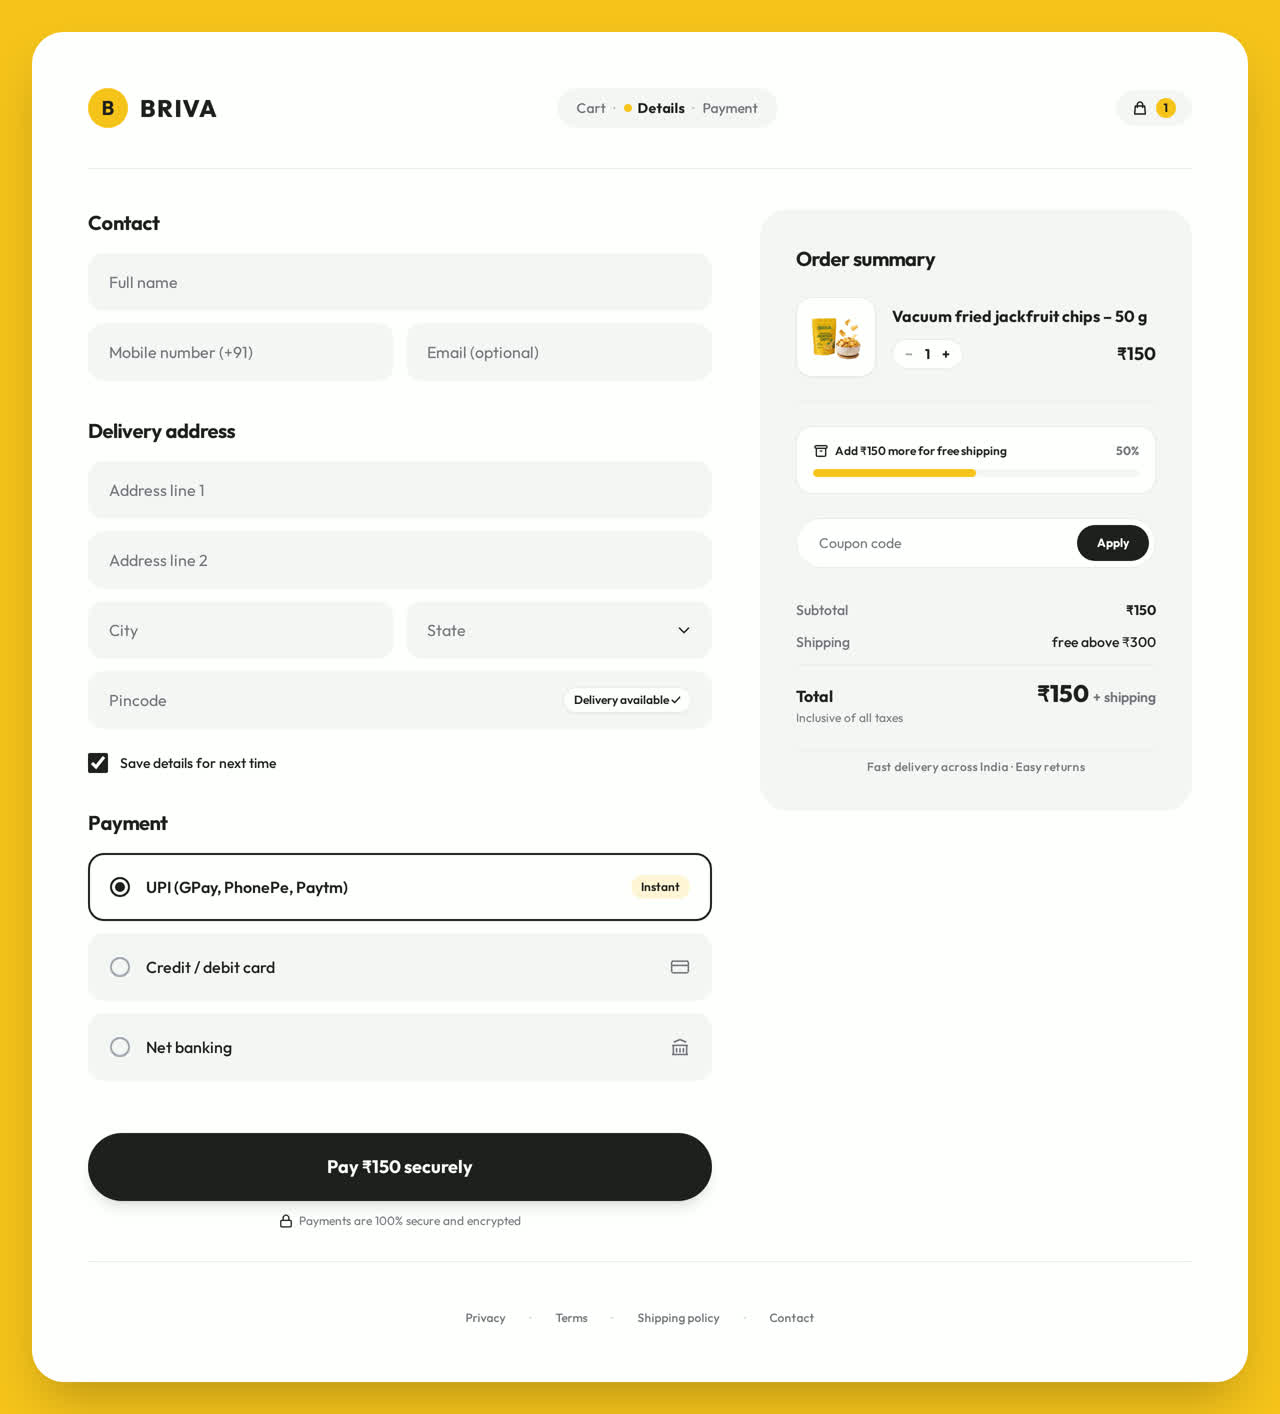 B BRIVA
Cart · Details · Payment
1
Contact
Full name
Mobile number (+91)
Email (optional)
Delivery address
Address line 1
Address line 2
City
State
Pincode
Delivery available
Save details for next time
Payment
UPI (GPay, PhonePe, Paytm)
Instant
Credit / debit card
Net banking
Pay ₹150 securely
Payments are 100% secure and encrypted
Order summary
Vacuum fried jackfruit chips – 50 g
− 1 +
₹150
Add ₹150 more for free shipping
50%
Coupon code
Apply
Subtotal
₹150
Shipping
free above ₹300
Total
₹150 + shipping
Inclusive of all taxes
Fast delivery across India · Easy returns
Privacy · Terms · Shipping policy · Contact